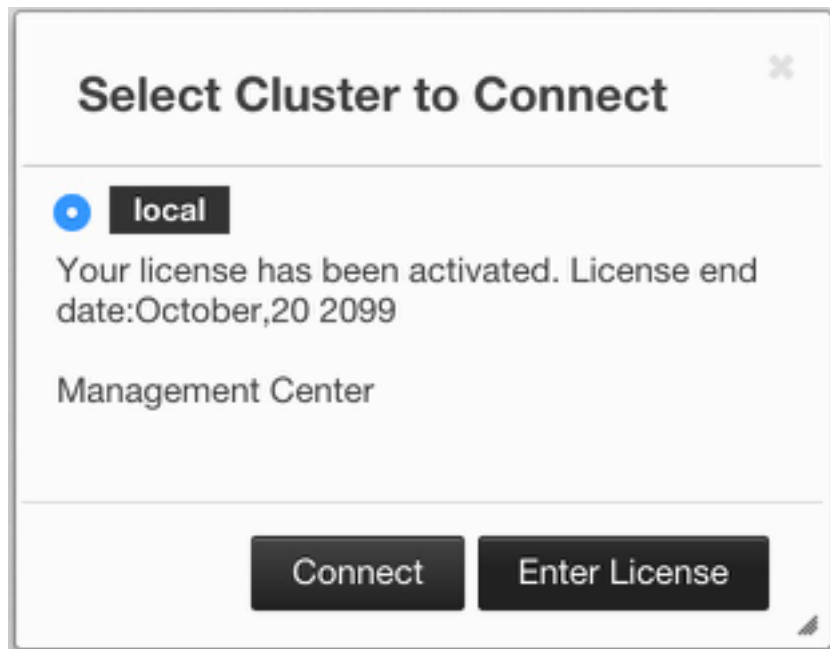 Select Cluster to Connect
local
Your license has been activated. License end
date:October,20 2099
Management Center
Connect
Enter License